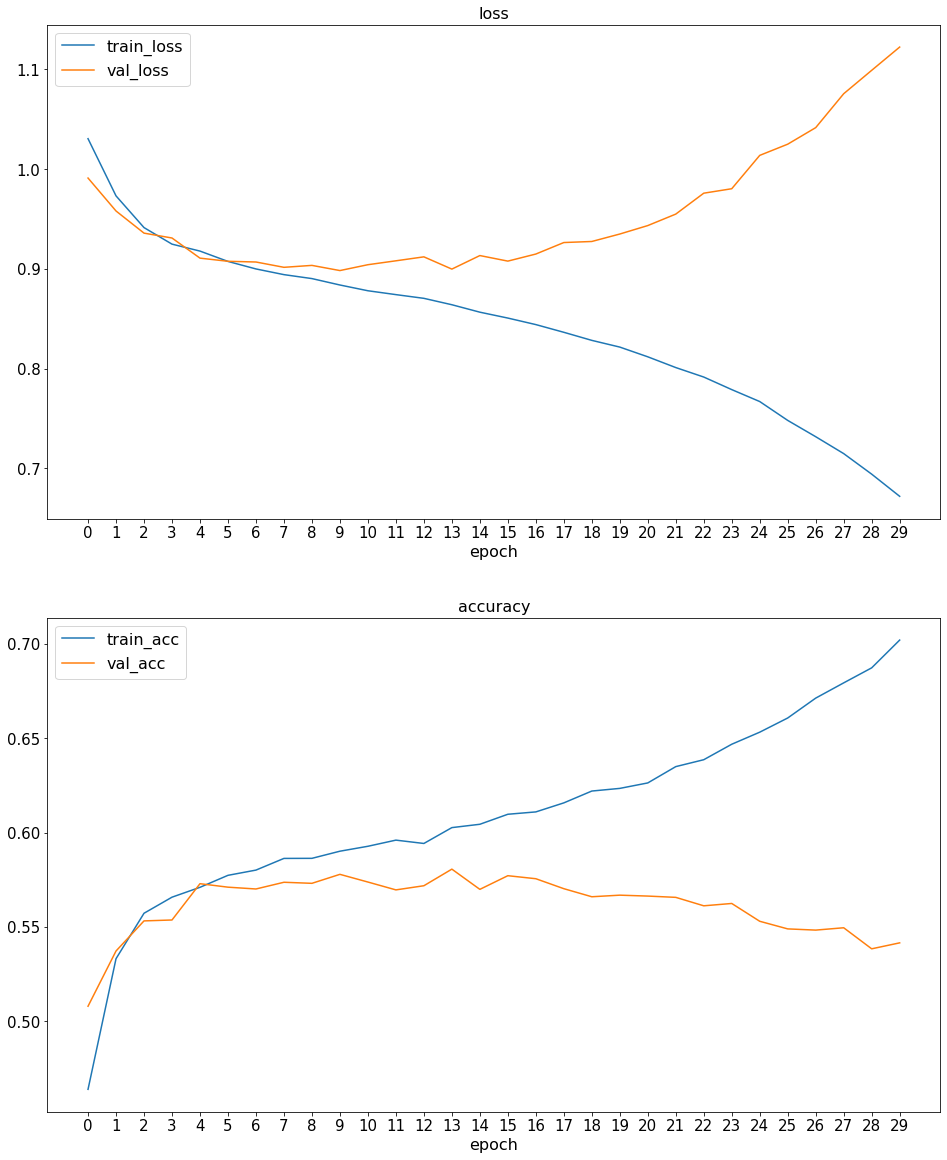 loss
train_loss
val_loss
1.1
1.0
0.9
0.8
0.7
0 1 2 3 4 5 6 7 8 9 10 11 12 13 14 15 16 17 18 19 20 21 22 23 24 25 26 27 28 29
epoch
accuracy
train_acc
val_acc
0.70
0.65
0.60
0.55
0.50
0 1 2 3 4 5 6 7 8 9 10 11 12 13 14 15 16 17 18 19 20 21 22 23 24 25 26 27 28 29
epoch